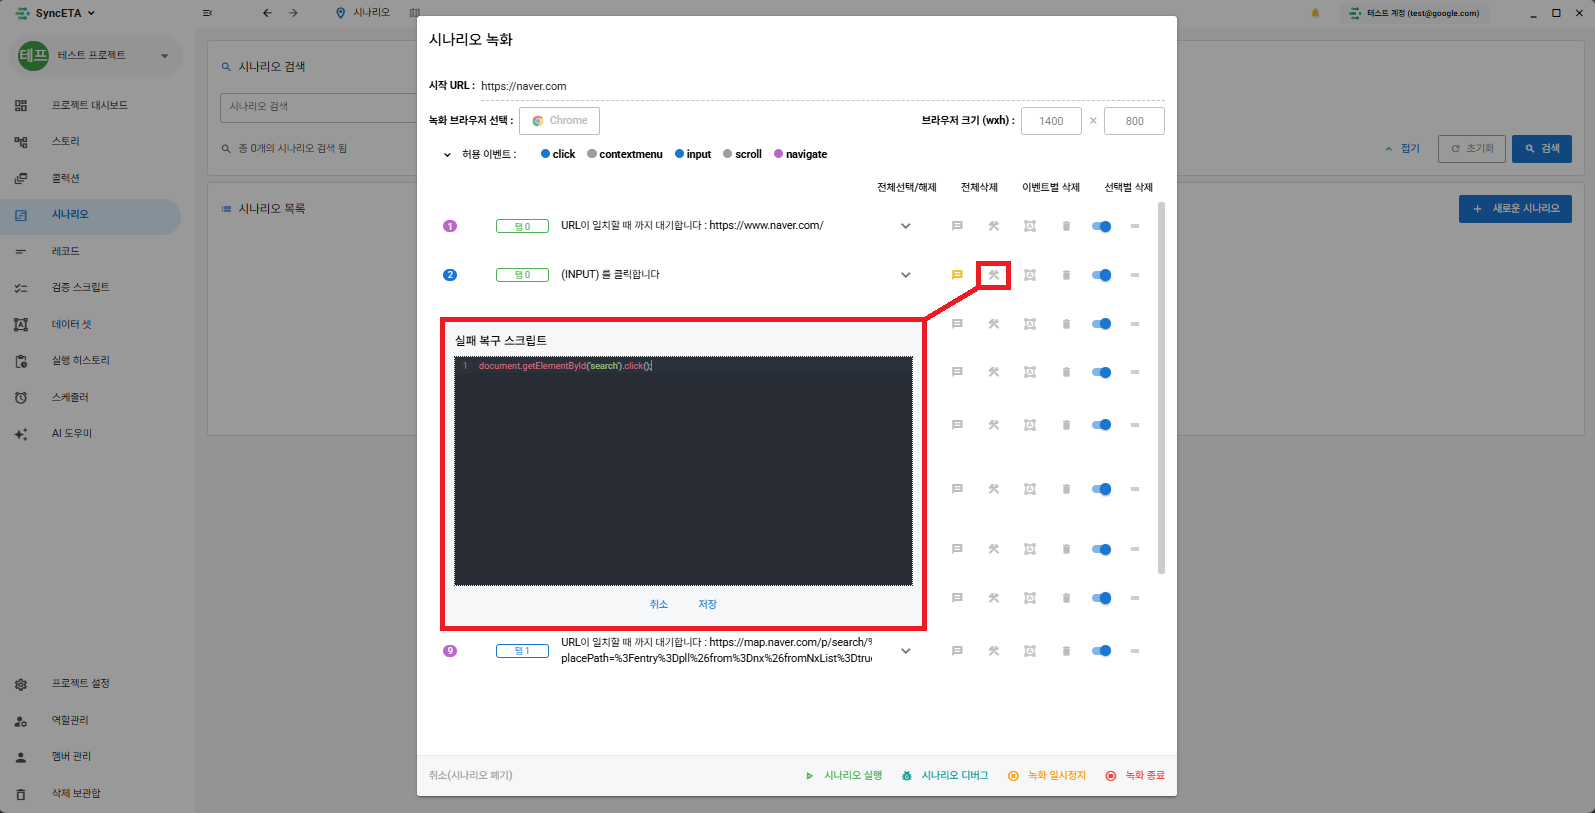 SyncETA
시나리오
테스트 계정 (test@google.com)
테프
테스트 프로젝트
프로젝트 대시보드
스토리
콜렉션
시나리오
레코드
검증 스크립트
데이터 셋
실행 히스토리
스케줄러
AI 도우미
프로젝트 설정
역할관리
멤버 관리
삭제 보관함
시나리오 검색
시나리오 검색
총 0개의 시나리오 검색 됨
접기
초기화
검색
시나리오 목록
새로운 시나리오
시나리오 녹화
시작 URL : https://naver.com
녹화 브라우저 선택 : Chrome
브라우저 크기 (wxh) : 1400 × 800
허용 이벤트 : click contextmenu input scroll navigate
전체선택/해제 전체삭제 이벤트별 삭제 선택별 삭제
1 탭 0 URL이 일치할 때 까지 대기합니다 : https://www.naver.com/
2 탭 0 (INPUT) 를 클릭합니다
실패 복구 스크립트
1 document.getElementById('search').click();
취소 저장
9 탭 1 URL이 일치할 때 까지 대기합니다 : https://map.naver.com/p/search/%
placePath=%3Fentry%3Dpll%26from%3Dnx%26fromNxList%3Dtrue
취소(시나리오 폐기)
시나리오 실행
시나리오 디버그
녹화 일시정지
녹화 종료